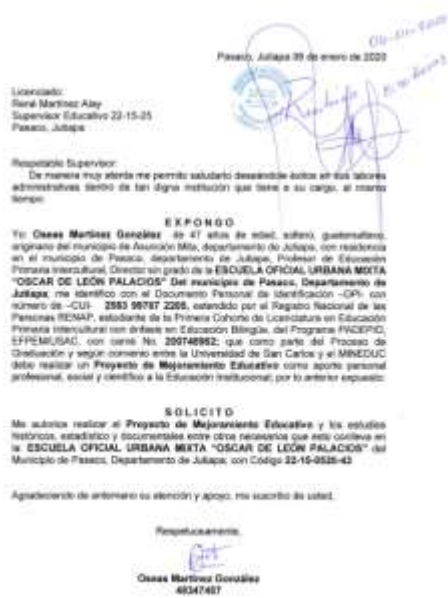 Pasaco, Jutiapa 09 de enero de 2020
Licenciado:
René Martínez Alay
Supervisor Educativo 22-15-25
Pasaco, Jutiapa
Respetable Supervisor:
De manera muy atenta me permito saludarlo deseándole éxitos en sus labores
administrativas dentro de tan digna institución que tiene a su cargo, al mismo
tiempo.
E X P O N G O
Yo: Oseas Martínez González de 47 años de edad, soltero, guatemalteco,
originario del municipio de Asunción Mita, departamento de Jutiapa, con residencia
en el municipio de Pasaco, departamento de Jutiapa, Profesor de Educación
Primaria Intercultural, Director sin grado de la ESCUELA OFICIAL URBANA MIXTA
"OSCAR DE LEÓN PALACIOS" Del municipio de Pasaco, Departamento de
Jutiapa, me identifico con el Documento Personal de Identificación –DPI- con
número de –CUI- 2593 95787 2205, extendido por el Registro Nacional de las
Personas RENAP, estudiante de la Primera Cohorte de Licenciatura en Educación
Primaria Intercultural con énfasis en Educación Bilingüe, del Programa PADEP/D,
EFPEM/USAC, con carné No. 200748962; que como parte del Proceso de
Graduación y según convenio entre la Universidad de San Carlos y el MINEDUC
debo realizar un Proyecto de Mejoramiento Educativo como aporte personal
profesional, social y científico a la Educación Institucional; por lo anterior expuesto:
S O L I C I T O
Me autorice realizar el Proyecto de Mejoramiento Educativo y los estudios
históricos, estadístico y documentales entre otros necesarios que esto conlleva en
la ESCUELA OFICIAL URBANA MIXTA "OSCAR DE LEÓN PALACIOS" del
Municipio de Pasaco, Departamento de Jutiapa; con Código 22-15-0526-43
Agradeciendo de antemano su atención y apoyo, me suscribo de usted.
Respetuosamente,
Oseas Martínez González
48347487